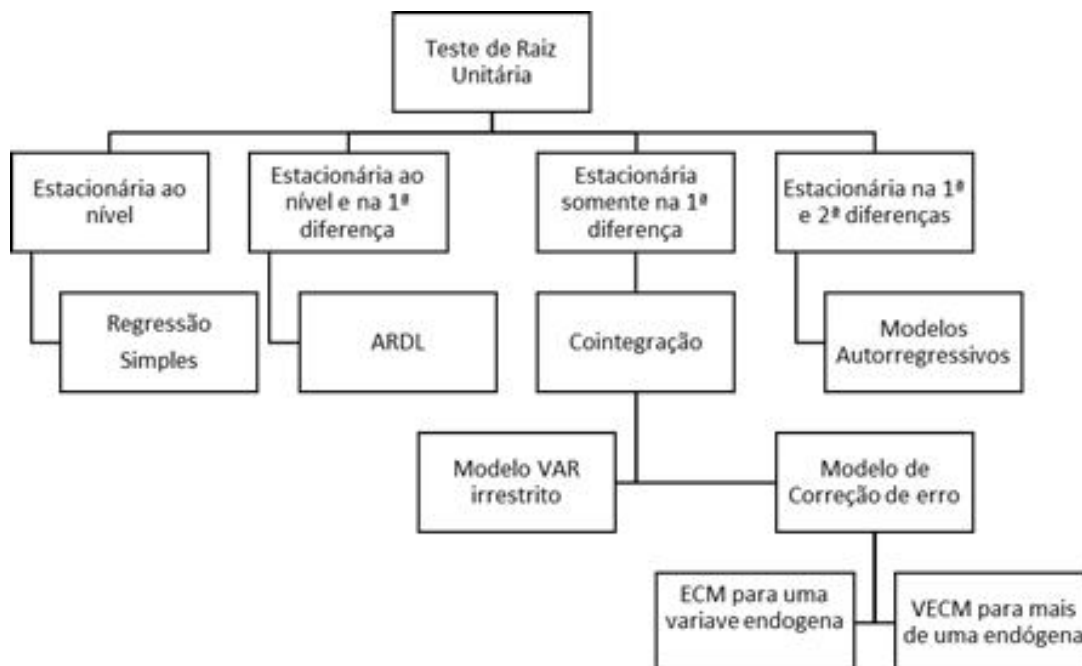 Teste de Raiz
Unitária
Estacionária ao
nível
Estacionária ao
nível e na 1ª
diferença
Estacionária
somente na 1ª
diferença
Estacionária na 1ª
e 2ª diferenças
Regressão
Simples
ARDL
Cointegração
Modelos
Autorregressivos
Modelo VAR
irrestrito
Modelo de
Correção de erro
ECM para uma
variave endogena
VECM para mais
de uma endógena